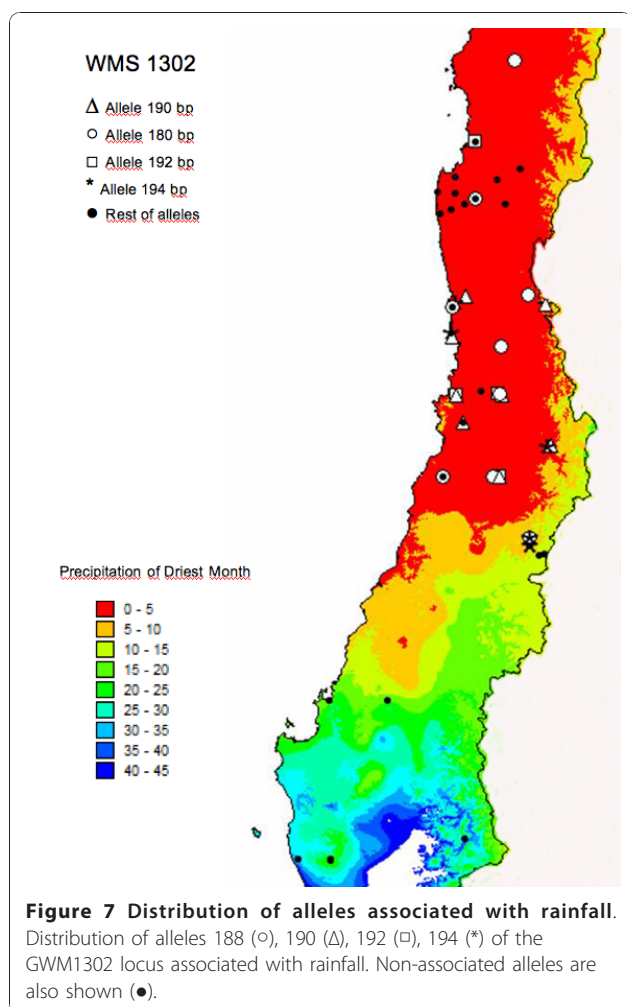 WMS 1302
Δ Allele 190 bp
○ Allele 180 bp
□ Allele 192 bp
* Allele 194 bp
● Rest of alleles
Precipitation of Driest Month
0 - 5
5 - 10
10 - 15
15 - 20
20 - 25
25 - 30
30 - 35
35 - 40
40 - 45
Figure 7 Distribution of alleles associated with rainfall.
Distribution of alleles 188 (○), 190 (Δ), 192 (□), 194 (*) of the
GWM1302 locus associated with rainfall. Non-associated alleles are
also shown (●).